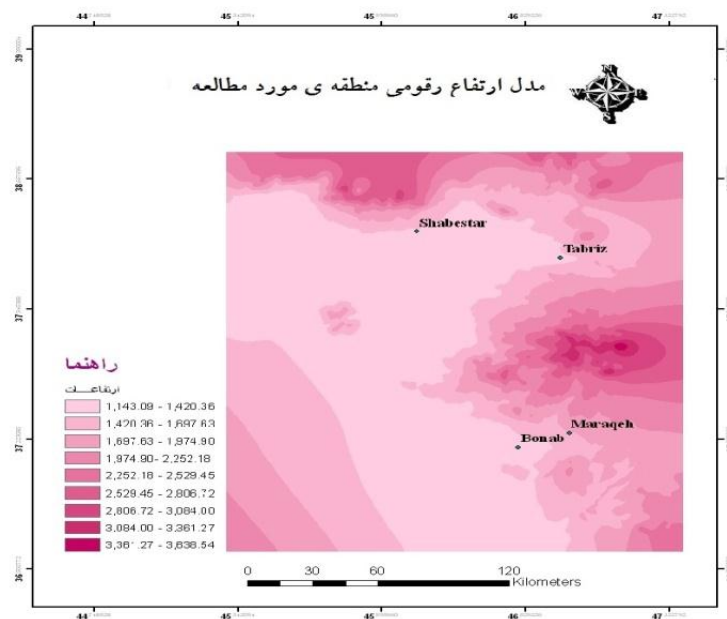 44 45 45 46 47
مدل ارتفاع رقومی منطقه ی مورد مطالعه
N
W E
S
39
38
37
37
36
Shabestar
Tabriz
Maraqeh
Bonab
راهنما
ارتفاعات
1,143.09 - 1,420.36
1,420.36 - 1,697.63
1,697.63 - 1,974.90
1,974.90 - 2,252.18
2,252.18 - 2,529.45
2,529.45 - 2,806.72
2,806.72 - 3,084.00
3,084.00 - 3,361.27
3,361.27 - 3,638.54
0 30 60 120
Kilometers
44 45 45 46 47